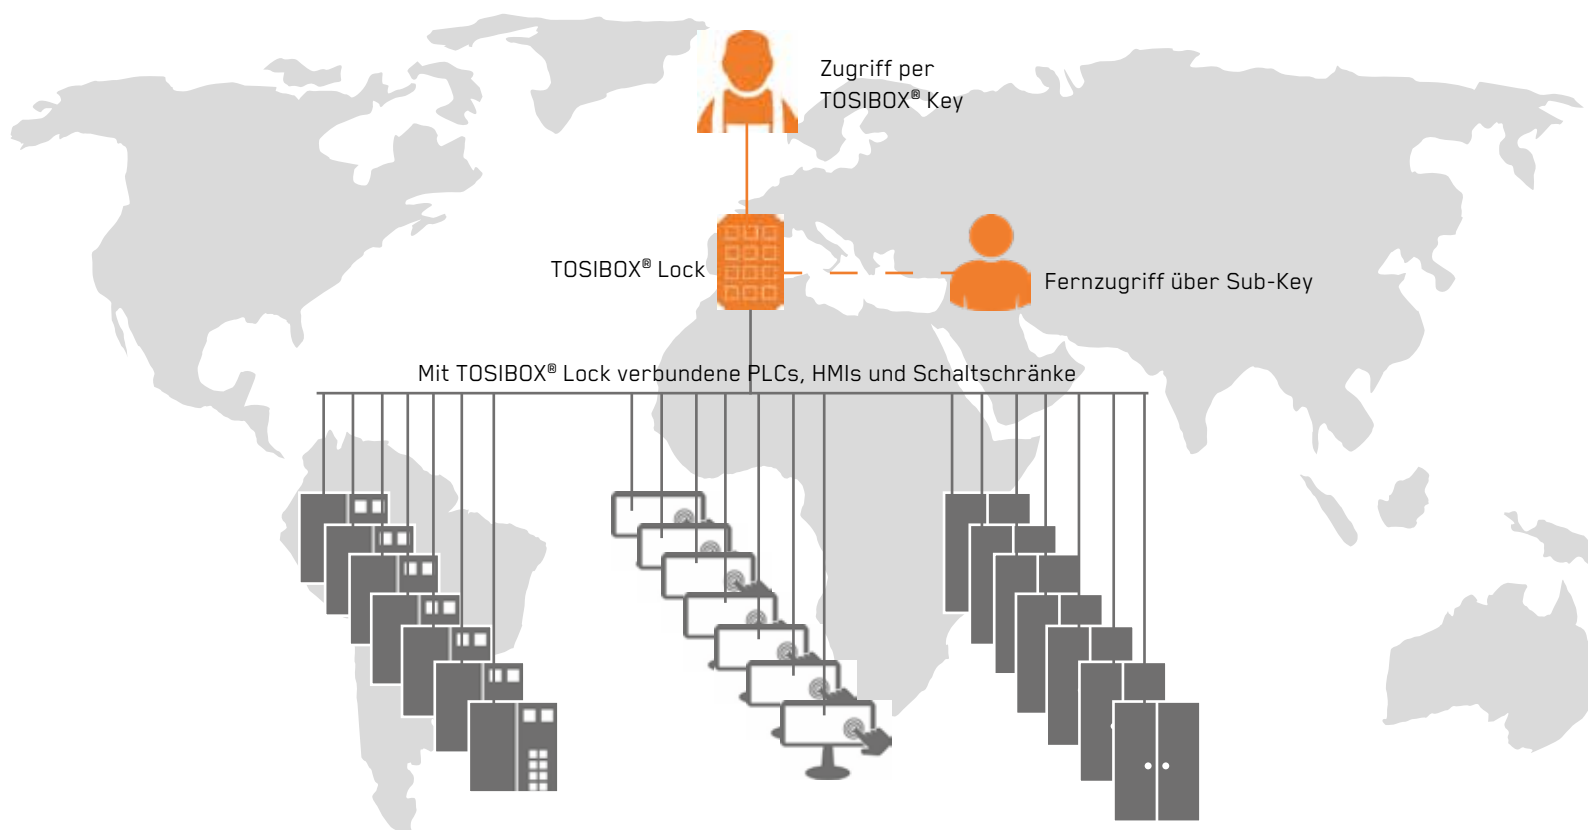 Zugriff per
TOSIBOX® Key
TOSIBOX® Lock
Fernzugriff über Sub-Key
Mit TOSIBOX® Lock verbundene PLCs, HMIs und Schaltschränke